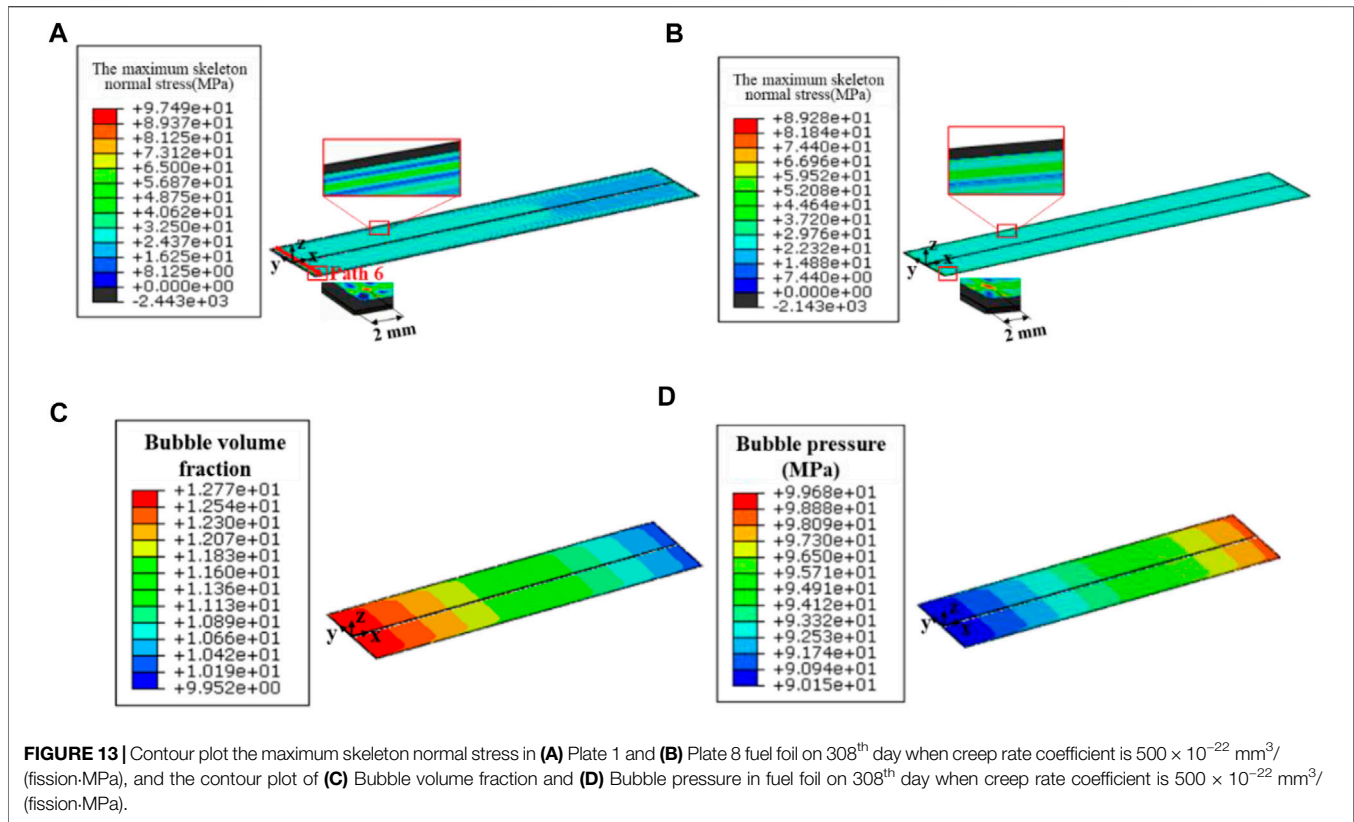 A
The maximum skeleton
normal stress(MPa)
+9.749e+01
+8.937e+01
+8.125e+01
+7.312e+01
+6.500e+01
+5.687e+01
+4.875e+01
+4.062e+01
+3.250e+01
+2.437e+01
+1.625e+01
+8.125e+00
+0.000e+00
-2.443e+03
z
y
x
Path 6
2 mm
B
The maximum skeleton
normal stress(MPa)
+8.928e+01
+8.184e+01
+7.440e+01
+6.696e+01
+5.952e+01
+5.208e+01
+4.464e+01
+3.720e+01
+2.976e+01
+2.232e+01
+1.488e+01
+7.440e+00
+0.000e+00
-2.143e+03
z
y
x
2 mm
C
Bubble volume
fraction
+1.277e+01
+1.254e+01
+1.230e+01
+1.207e+01
+1.183e+01
+1.160e+01
+1.136e+01
+1.113e+01
+1.089e+01
+1.066e+01
+1.042e+01
+1.019e+01
+9.952e+00
z
y
x
D
Bubble pressure
(MPa)
+9.968e+01
+9.888e+01
+9.809e+01
+9.730e+01
+9.650e+01
+9.571e+01
+9.491e+01
+9.412e+01
+9.332e+01
+9.253e+01
+9.174e+01
+9.094e+01
+9.015e+01
z
y
x
FIGURE 13 | Contour plot the maximum skeleton normal stress in (A) Plate 1 and (B) Plate 8 fuel foil on 308th day when creep rate coefficient is 500 × 10⁻²² mm³/
(fission·MPa), and the contour plot of (C) Bubble volume fraction and (D) Bubble pressure in fuel foil on 308th day when creep rate coefficient is 500 × 10⁻²² mm³/
(fission·MPa).